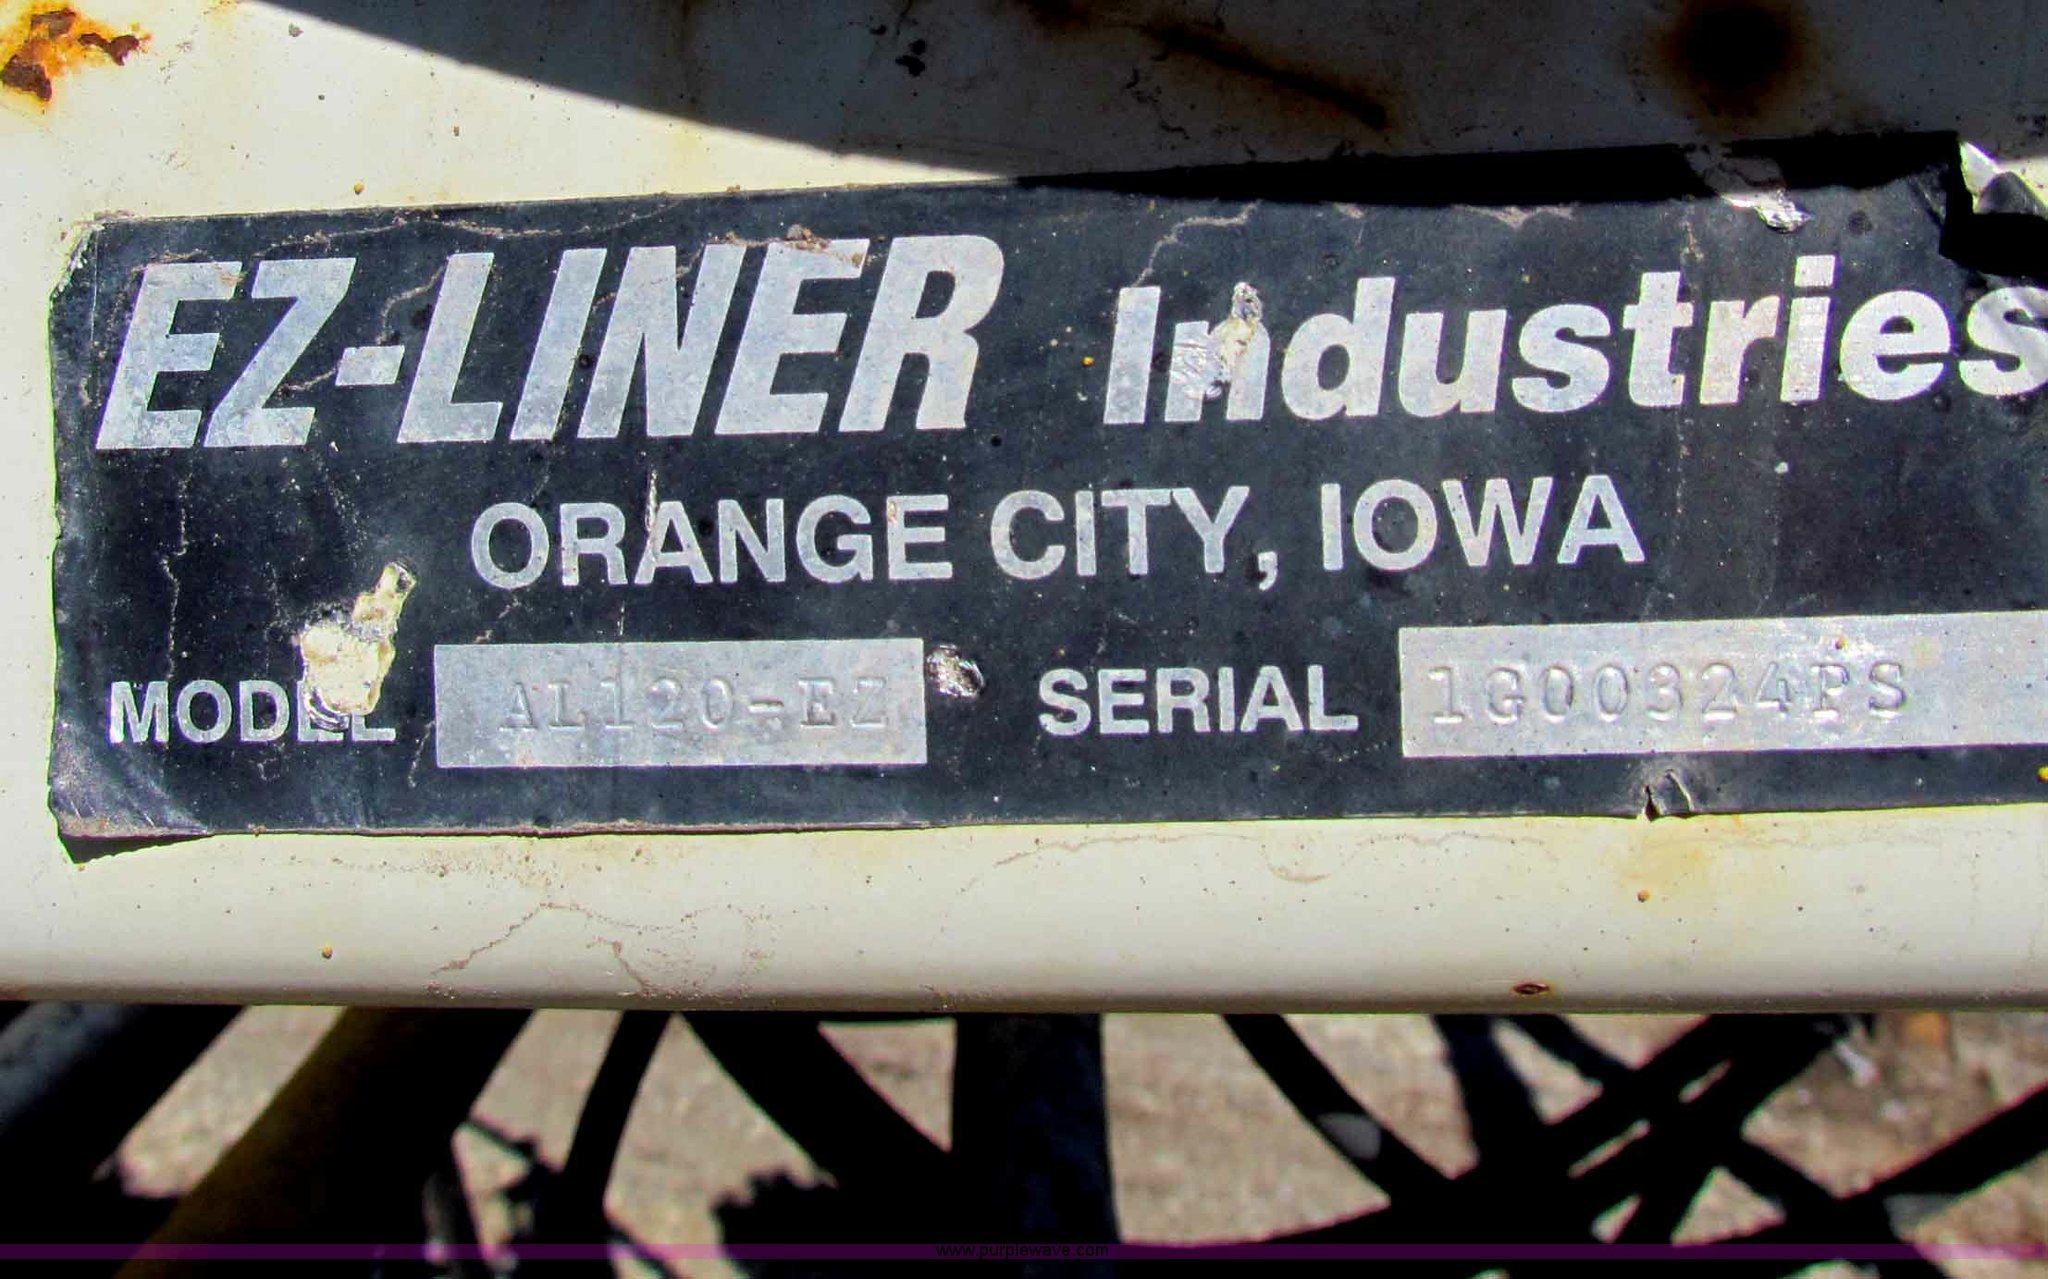 EZ-LINER Industries
ORANGE CITY, IOWA
MODEL AL120-EZ SERIAL 1G00324PS
www.purplewave.com